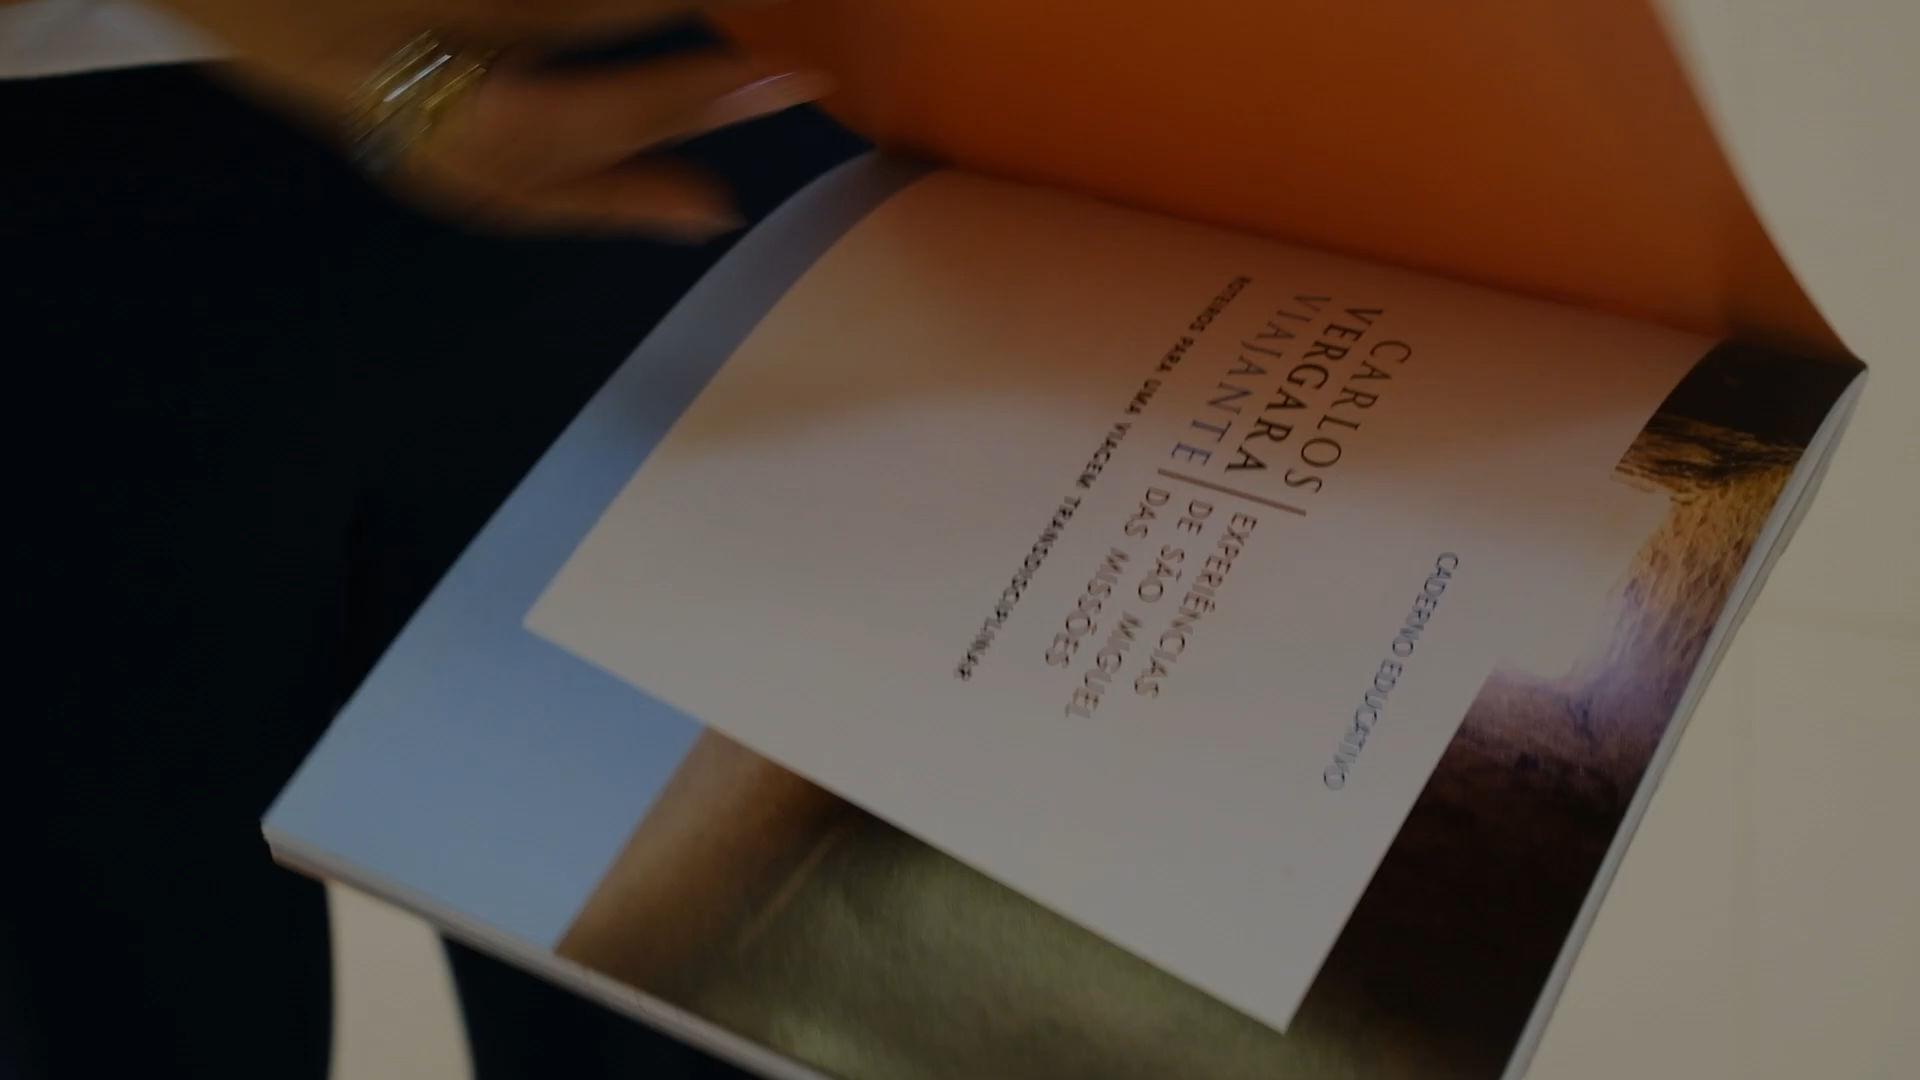 CADERNO EDUCATIVO
CARLOS
VERGARA
VIAJANTE
EXPERIÊNCIAS
DE SÃO MIGUEL
DAS MISSÕES
ROTEIROS PARA UMA VIAGEM TRANSDISCIPLINAR